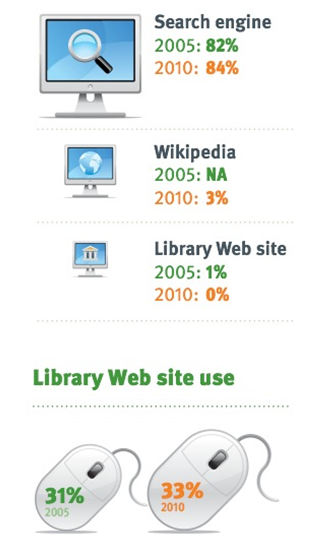 Search engine
2005: 82%
2010: 84%
Wikipedia
2005: NA
2010: 3%
Library Web site
2005: 1%
2010: 0%
Library Web site use
31%
2005
33%
2010